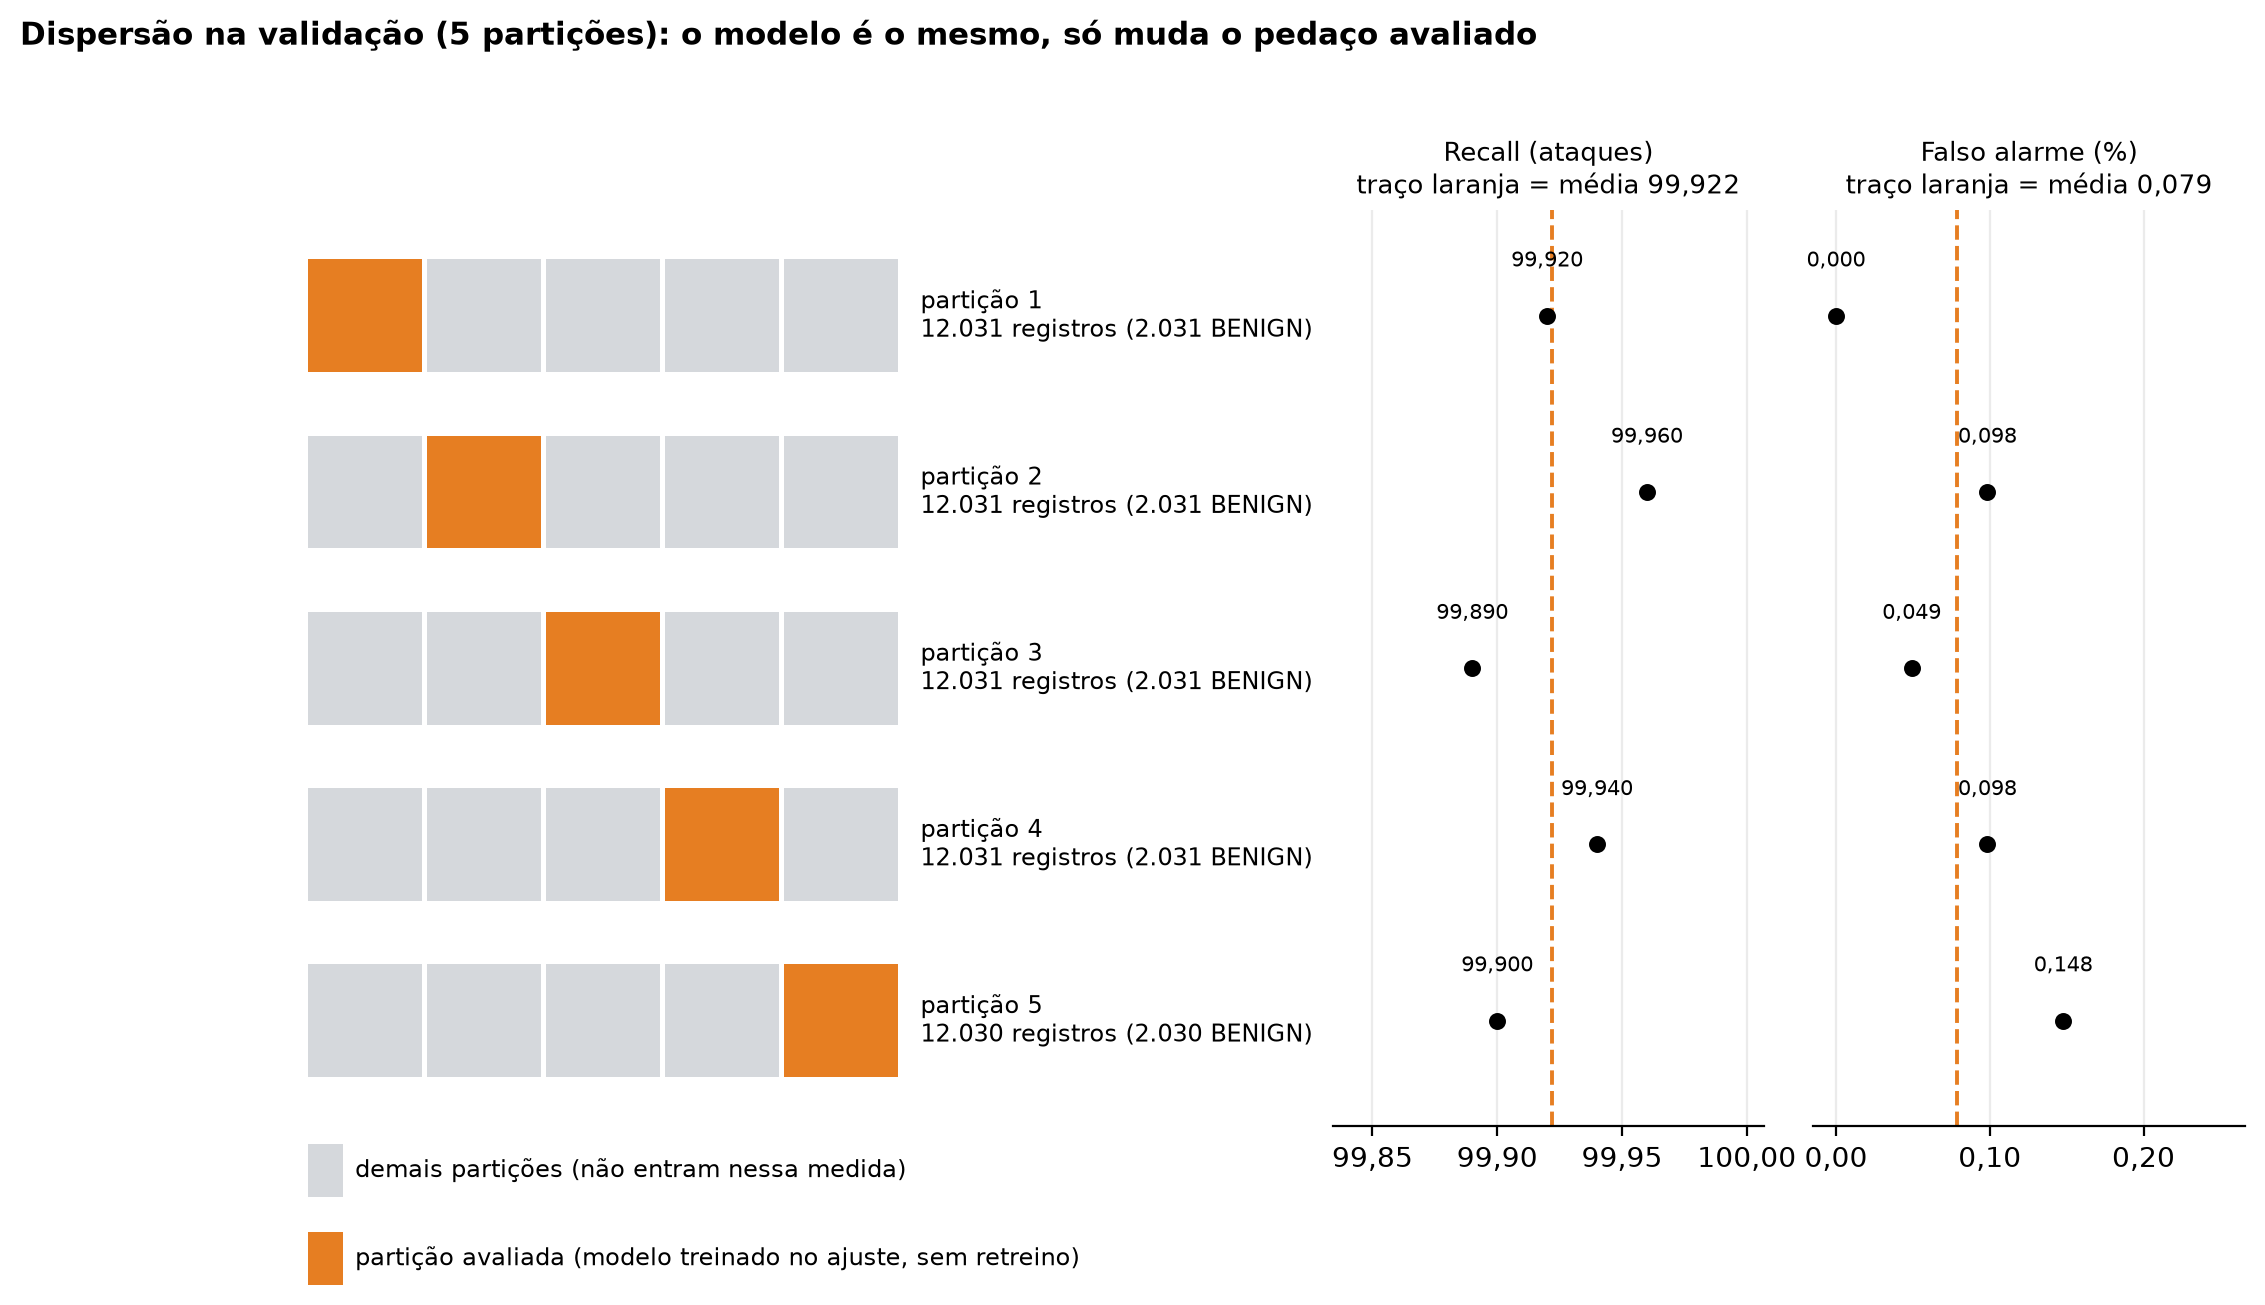 Dispersão na validação (5 partições): o modelo é o mesmo, só muda o pedaço avaliado
Recall (ataques)
traço laranja = média 99,922
Falso alarme (%)
traço laranja = média 0,079
partição 1
12.031 registros (2.031 BENIGN)
99,920
0,000
partição 2
12.031 registros (2.031 BENIGN)
99,960
0,098
partição 3
12.031 registros (2.031 BENIGN)
99,890
0,049
partição 4
12.031 registros (2.031 BENIGN)
99,940
0,098
partição 5
12.030 registros (2.030 BENIGN)
99,900
0,148
99,85 99,90 99,95 100,00
0,00 0,10 0,20
demais partições (não entram nessa medida)
partição avaliada (modelo treinado no ajuste, sem retreino)